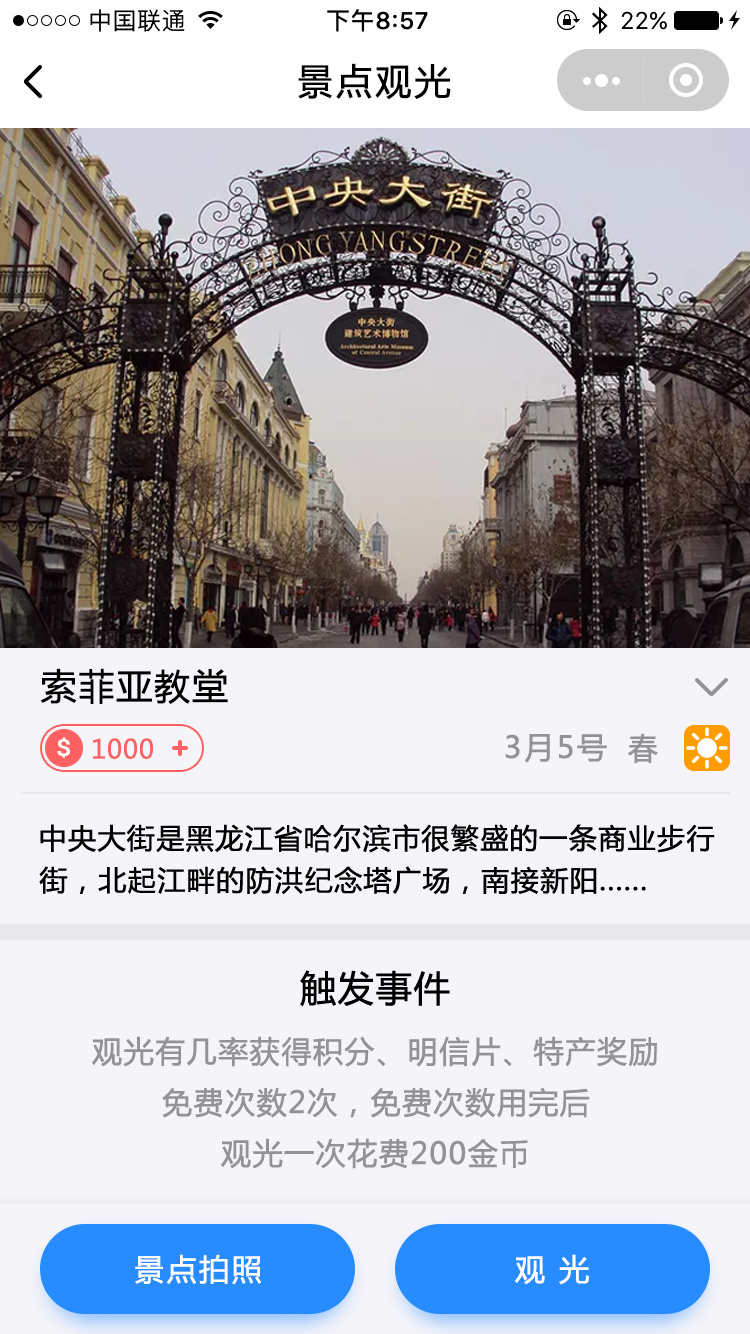 中国联通 下午8:57 22%
景点观光
中央大街
ZHONG YANGSTREET
中央大街
建筑艺术博物馆
Architectural Arts Museum
of Central Avenue
索菲亚教堂
$ 1000 +
3月5号 春
中央大街是黑龙江省哈尔滨市很繁盛的一条商业步行
街，北起江畔的防洪纪念塔广场，南接新阳......
触发事件
观光有几率获得积分、明信片、特产奖励
免费次数2次，免费次数用完后
观光一次花费200金币
景点拍照
观 光